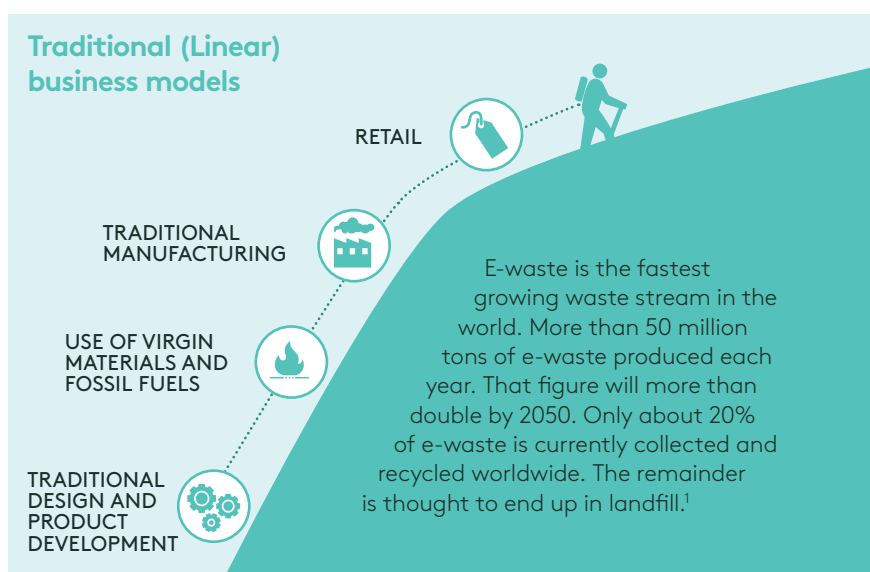 Traditional (Linear)
business models
RETAIL
TRADITIONAL
MANUFACTURING
USE OF VIRGIN
MATERIALS AND
FOSSIL FUELS
TRADITIONAL
DESIGN AND
PRODUCT
DEVELOPMENT
E-waste is the fastest
growing waste stream in the
world. More than 50 million
tons of e-waste produced each
year. That figure will more than
double by 2050. Only about 20%
of e-waste is currently collected and
recycled worldwide. The remainder
is thought to end up in landfill.¹